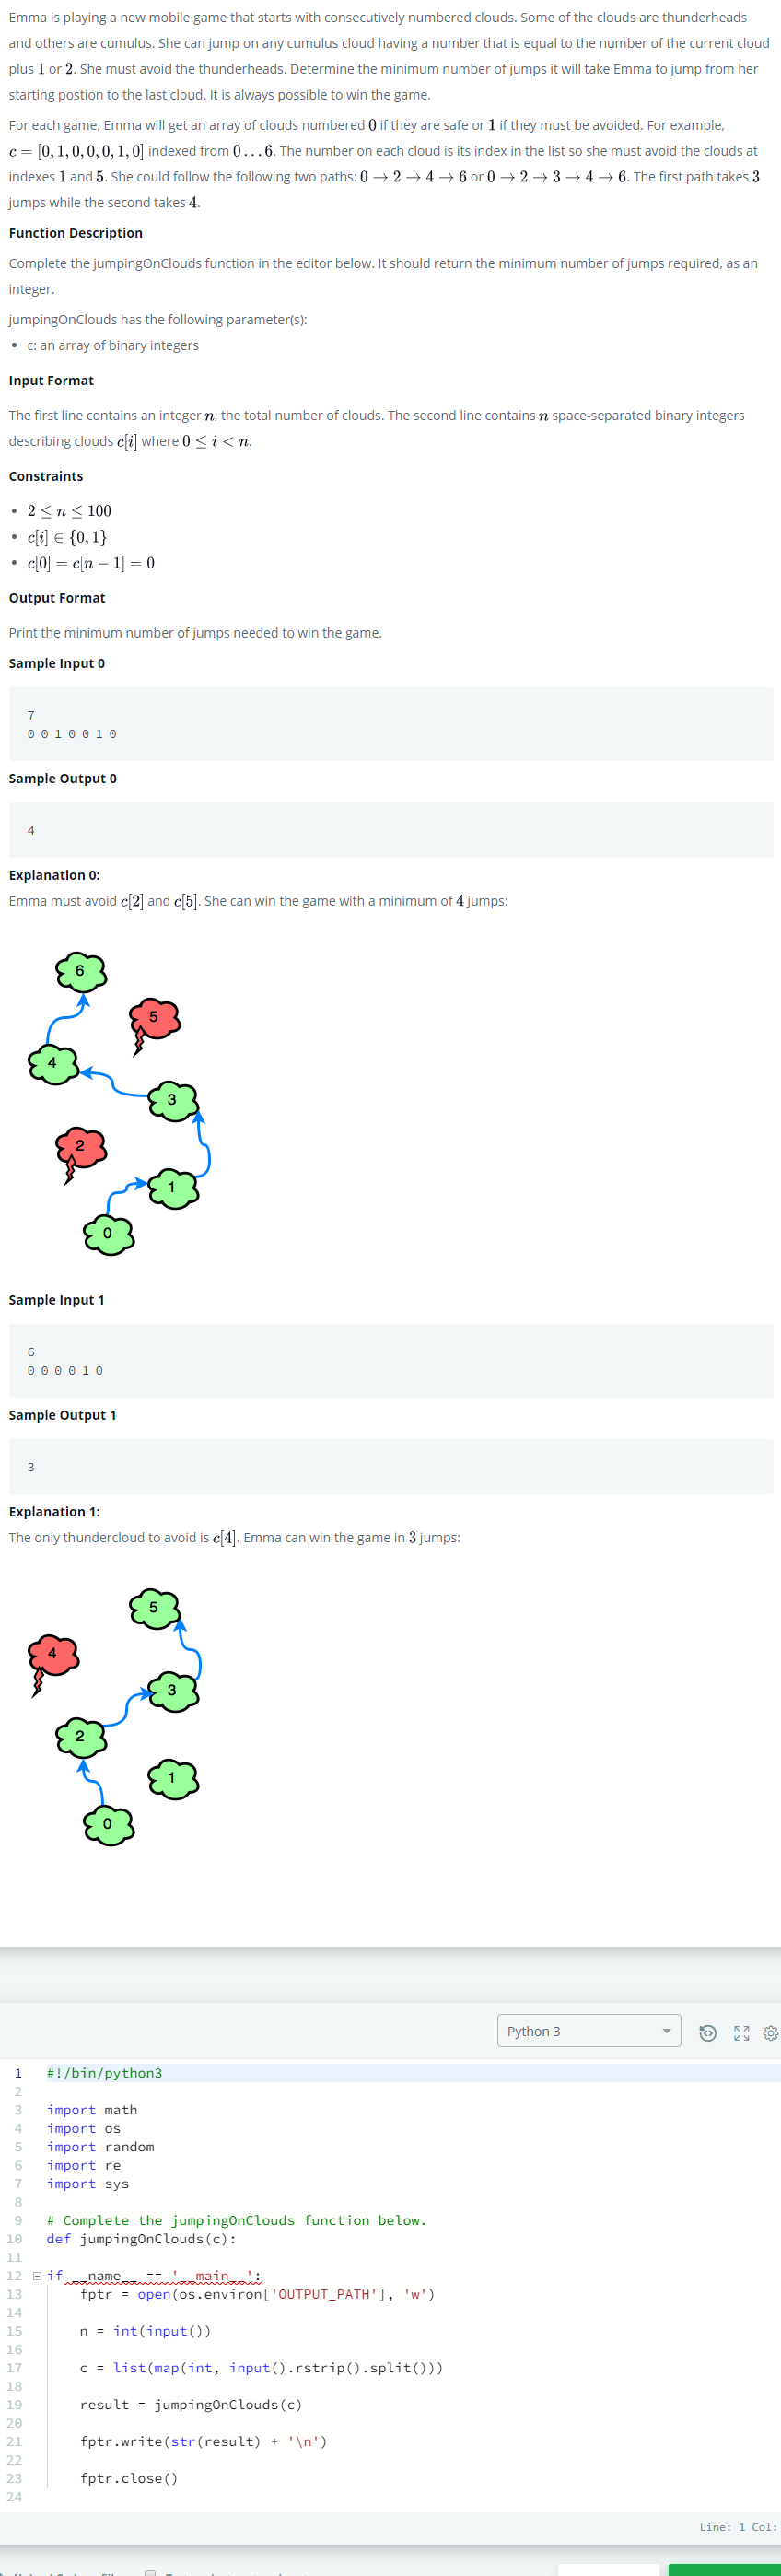 Emma is playing a new mobile game that starts with consecutively numbered clouds. Some of the clouds are thunderheads
and others are cumulus. She can jump on any cumulus cloud having a number that is equal to the number of the current cloud
plus 1 or 2. She must avoid the thunderheads. Determine the minimum number of jumps it will take Emma to jump from her
starting postion to the last cloud. It is always possible to win the game.
For each game, Emma will get an array of clouds numbered 0 if they are safe or 1 if they must be avoided. For example,
c = [0, 1, 0, 0, 0, 1, 0] indexed from 0 . . . 6. The number on each cloud is its index in the list so she must avoid the clouds at
indexes 1 and 5. She could follow the following two paths: 0 → 2 → 4 → 6 or 0 → 2 → 3 → 4 → 6. The first path takes 3
jumps while the second takes 4.
Function Description
Complete the jumpingOnClouds function in the editor below. It should return the minimum number of jumps required, as an
integer.
jumpingOnClouds has the following parameter(s):
• c: an array of binary integers
Input Format
The first line contains an integer n, the total number of clouds. The second line contains n space-separated binary integers
describing clouds c[i] where 0 ≤ i < n.
Constraints
• 2 ≤ n ≤ 100
• c[i] ∈ {0, 1}
• c[0] = c[n − 1] = 0
Output Format
Print the minimum number of jumps needed to win the game.
Sample Input 0
7
0 0 1 0 0 1 0
Sample Output 0
4
Explanation 0:
Emma must avoid c[2] and c[5]. She can win the game with a minimum of 4 jumps:
6
5
4
3
2
1
0
Sample Input 1
6
0 0 0 0 1 0
Sample Output 1
3
Explanation 1:
The only thundercloud to avoid is c[4]. Emma can win the game in 3 jumps:
5
4
3
2
1
0
Python 3
1 #!/bin/python3
2
3 import math
4 import os
5 import random
6 import re
7 import sys
8
9 # Complete the jumpingOnClouds function below.
10 def jumpingOnClouds(c):
11
12 if __name__ == '__main__':
13 fptr = open(os.environ['OUTPUT_PATH'], 'w')
14
15 n = int(input())
16
17 c = list(map(int, input().rstrip().split()))
18
19 result = jumpingOnClouds(c)
20
21 fptr.write(str(result) + '\n')
22
23 fptr.close()
24
Line: 1 Col: